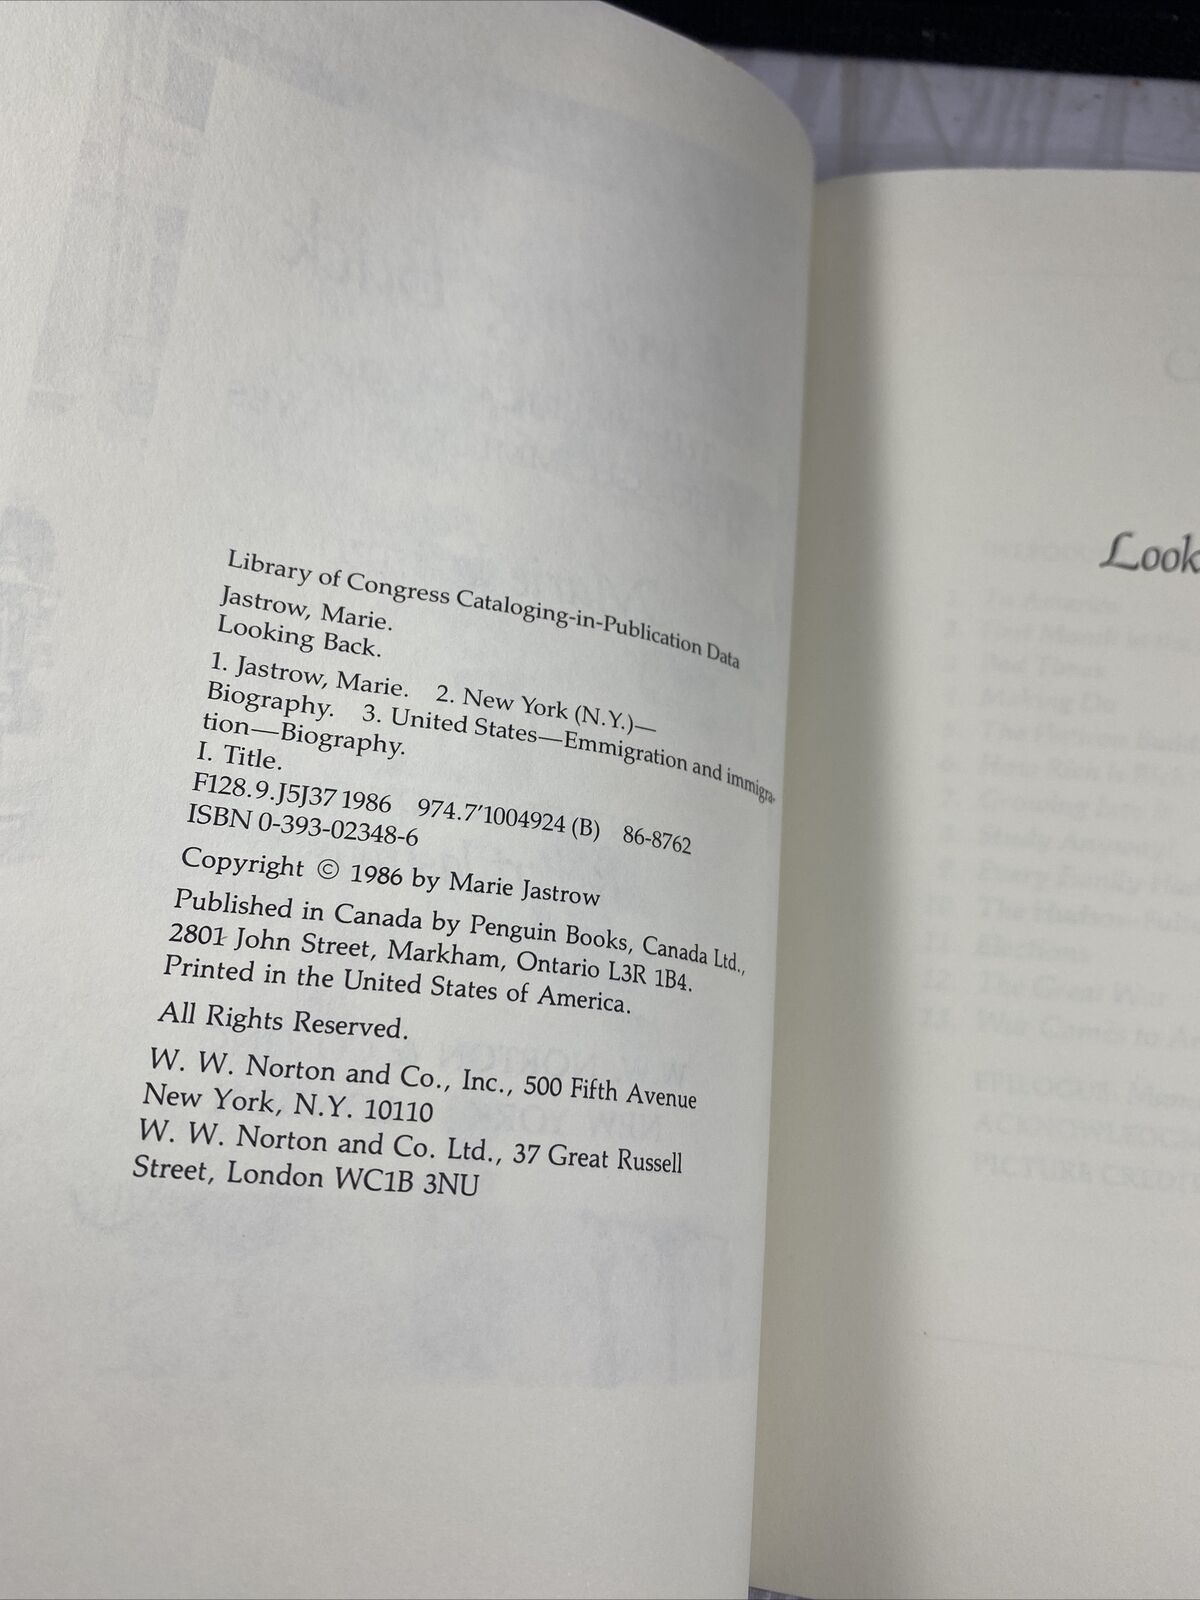 Library of Congress Cataloging-in-Publication Data
Jastrow, Marie.
Looking Back.
1. Jastrow, Marie. 2. New York (N.Y.)—
Biography. 3. United States—Emmigration and immigra-
tion—Biography.
I. Title.
F128.9.J5J37 1986 974.7'1004924 (B) 86-8762
ISBN 0-393-02348-6
Copyright © 1986 by Marie Jastrow
Published in Canada by Penguin Books, Canada Ltd.,
2801 John Street, Markham, Ontario L3R 1B4.
Printed in the United States of America.
All Rights Reserved.
W. W. Norton and Co., Inc., 500 Fifth Avenue
New York, N.Y. 10110
W. W. Norton and Co. Ltd., 37 Great Russell
Street, London WC1B 3NU
Look